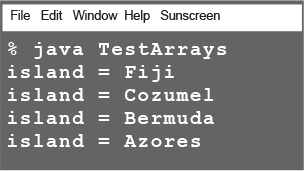 File Edit Window Help Sunscreen
% java TestArrays
island = Fiji
island = Cozumel
island = Bermuda
island = Azores